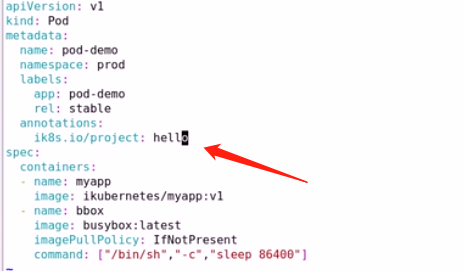 apiVersion: v1
kind: Pod
metadata:
  name: pod-demo
  namespace: prod
  labels:
    app: pod-demo
    rel: stable
  annotations:
    ik8s.io/project: hello
spec:
  containers:
  - name: myapp
    image: ikubernetes/myapp:v1
  - name: bbox
    image: busybox:latest
    imagePullPolicy: IfNotPresent
    command: ["/bin/sh","-c","sleep 86400"]
~